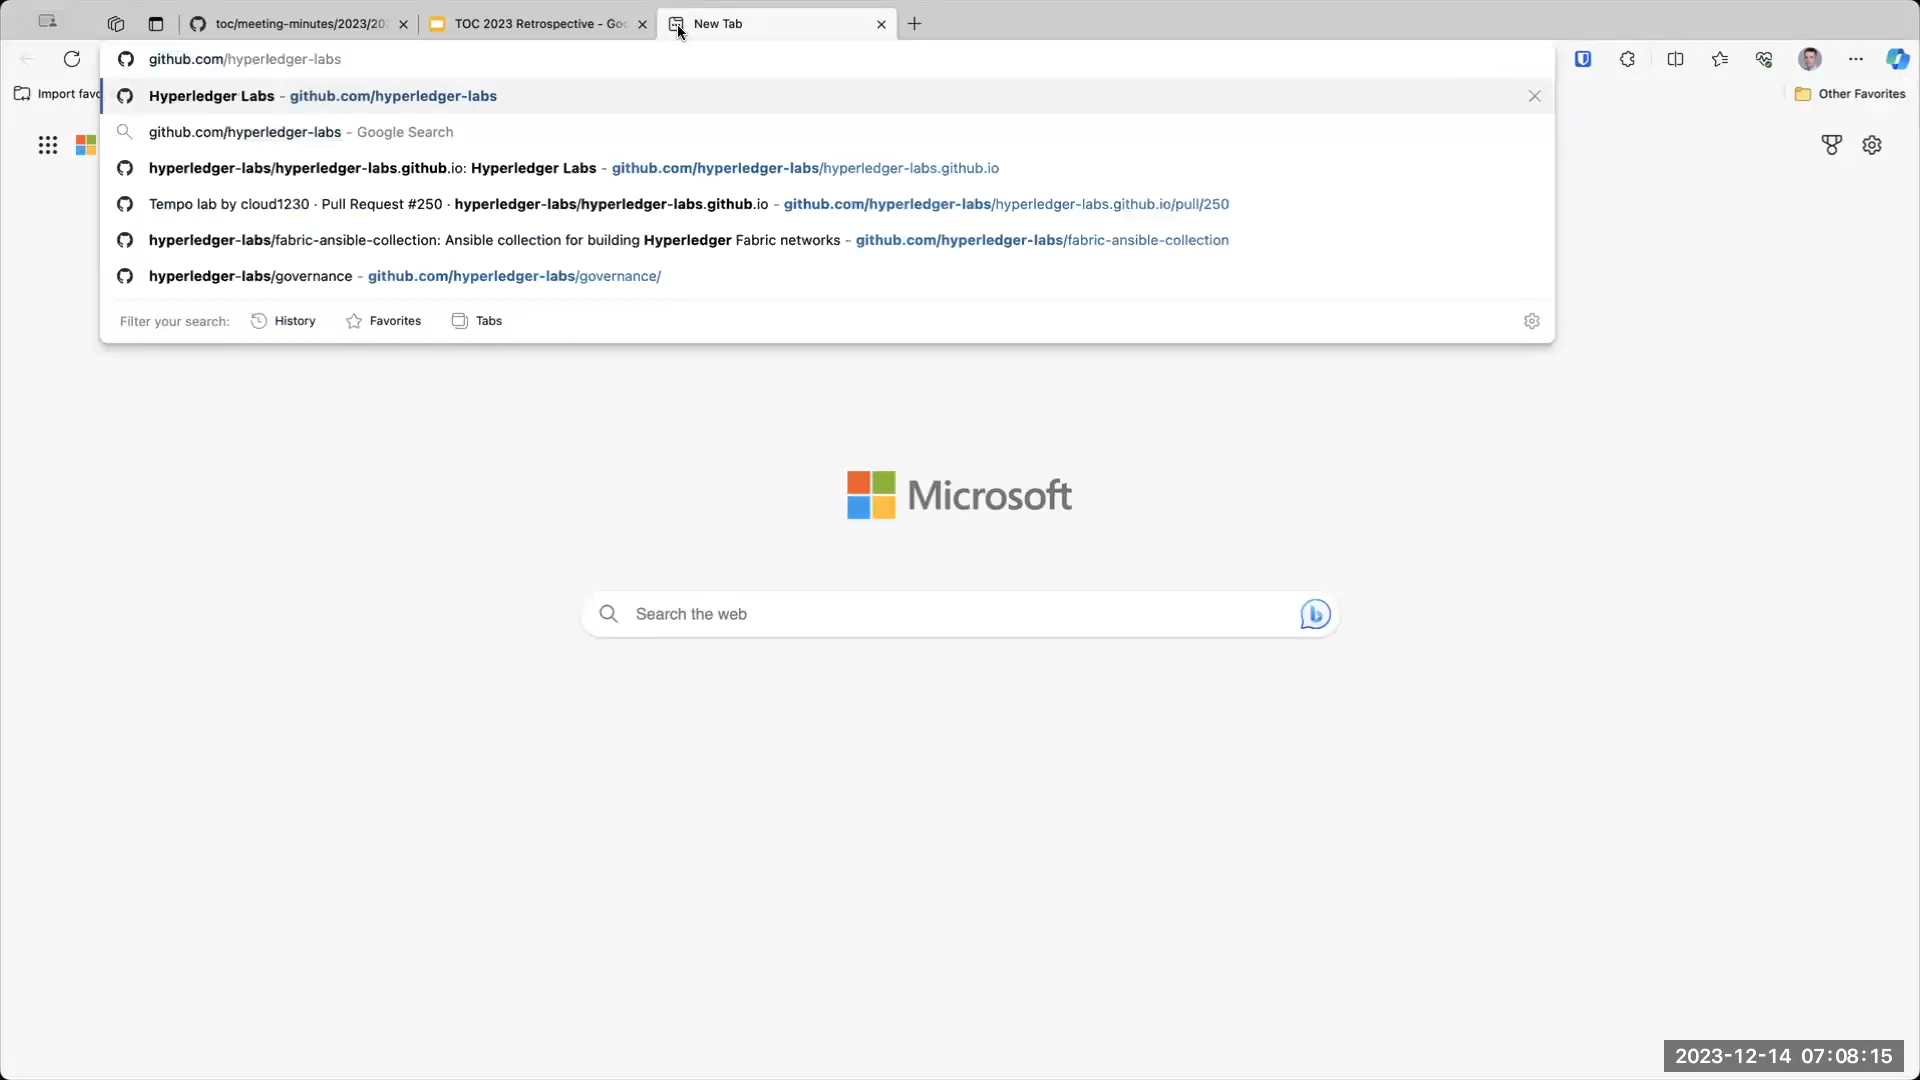 toc/meeting-minutes/2023/202
TOC 2023 Retrospective - Goo
New Tab
github.com/hyperledger-labs
Hyperledger Labs - github.com/hyperledger-labs
Import favo
Other Favorites
github.com/hyperledger-labs - Google Search
hyperledger-labs/hyperledger-labs.github.io: Hyperledger Labs - github.com/hyperledger-labs/hyperledger-labs.github.io
Tempo lab by cloud1230 · Pull Request #250 · hyperledger-labs/hyperledger-labs.github.io - github.com/hyperledger-labs/hyperledger-labs.github.io/pull/250
hyperledger-labs/fabric-ansible-collection: Ansible collection for building Hyperledger Fabric networks - github.com/hyperledger-labs/fabric-ansible-collection
hyperledger-labs/governance - github.com/hyperledger-labs/governance/
Filter your search: History Favorites Tabs
Microsoft
Search the web
2023-12-14 07:08:15